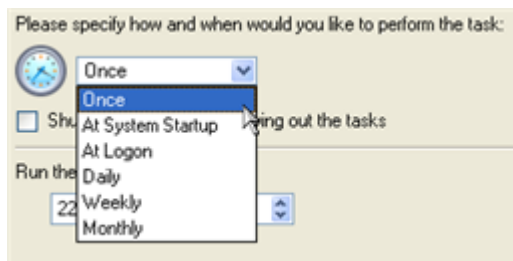 Please specify how and when would you like to perform the task:
Once
Once
Shu ing out the tasks
At System Startup
At Logon
Run the
Daily
Weekly
22
Monthly